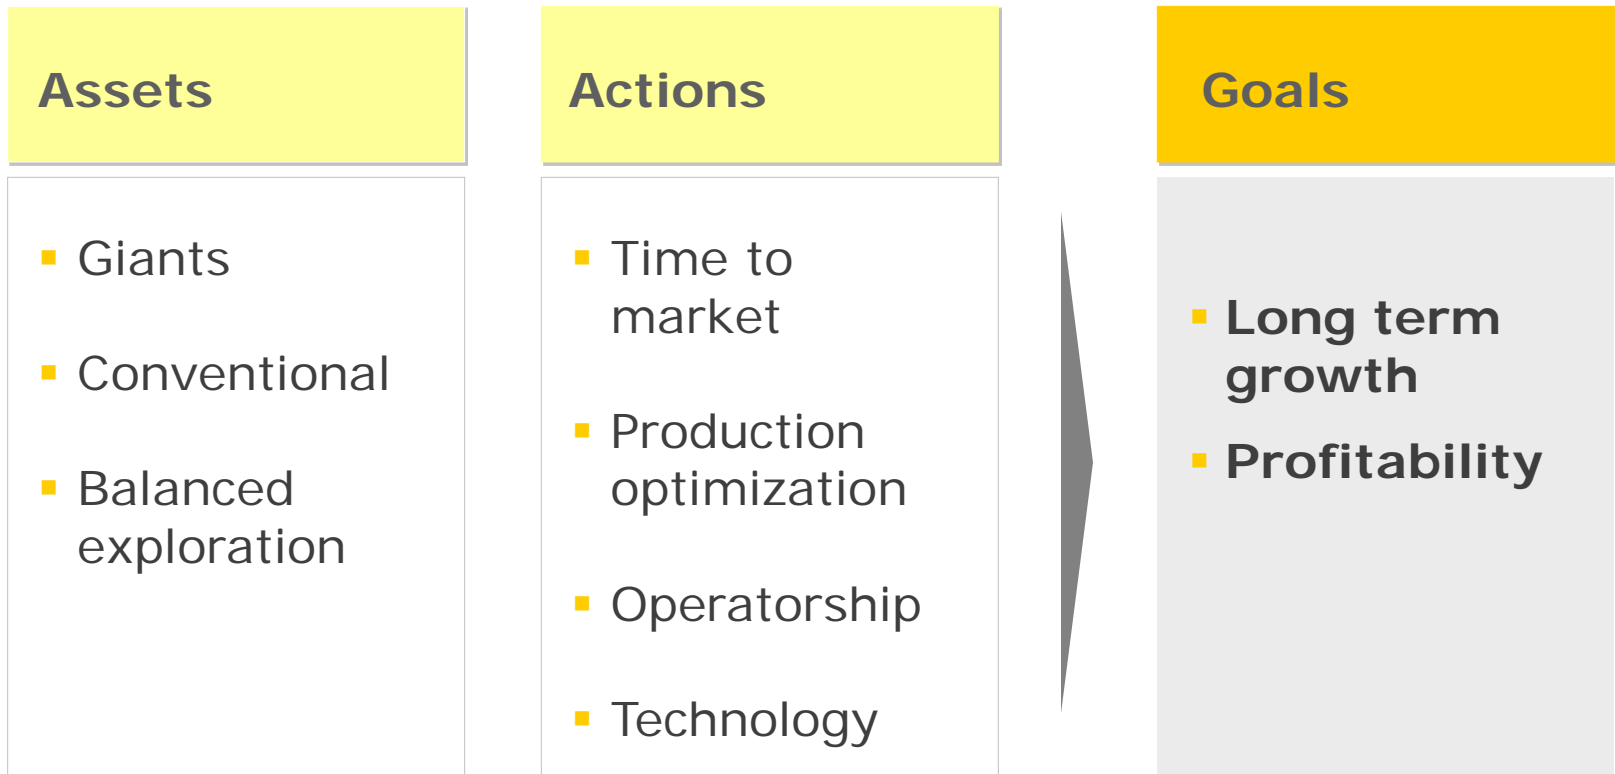 Assets
Giants
Conventional
Balanced
exploration
Actions
Time to
market
Production
optimization
Operatorship
Technology
Goals
Long term
growth
Profitability